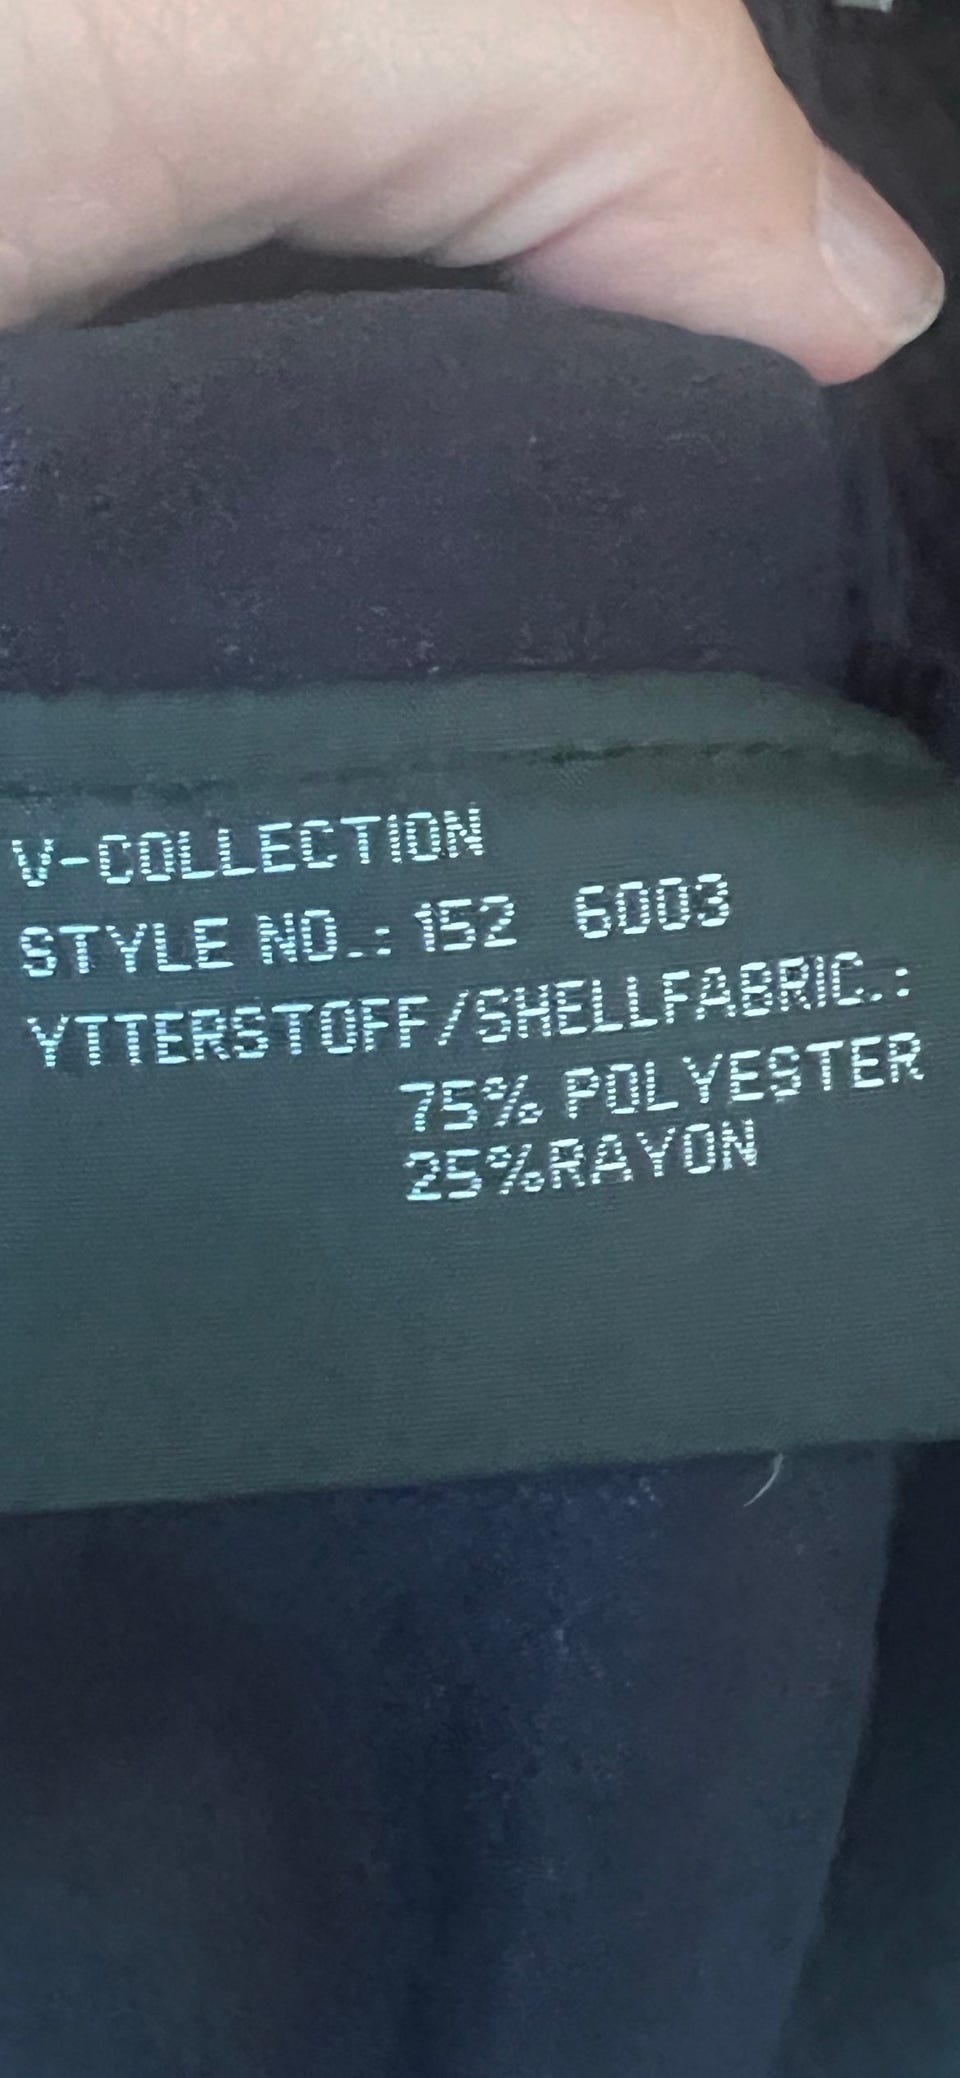 V-COLLECTION
STYLE NO.: 152 6003
YTTERSTOFF/SHELLFABRIC.:
75% POLYESTER
25%RAYON